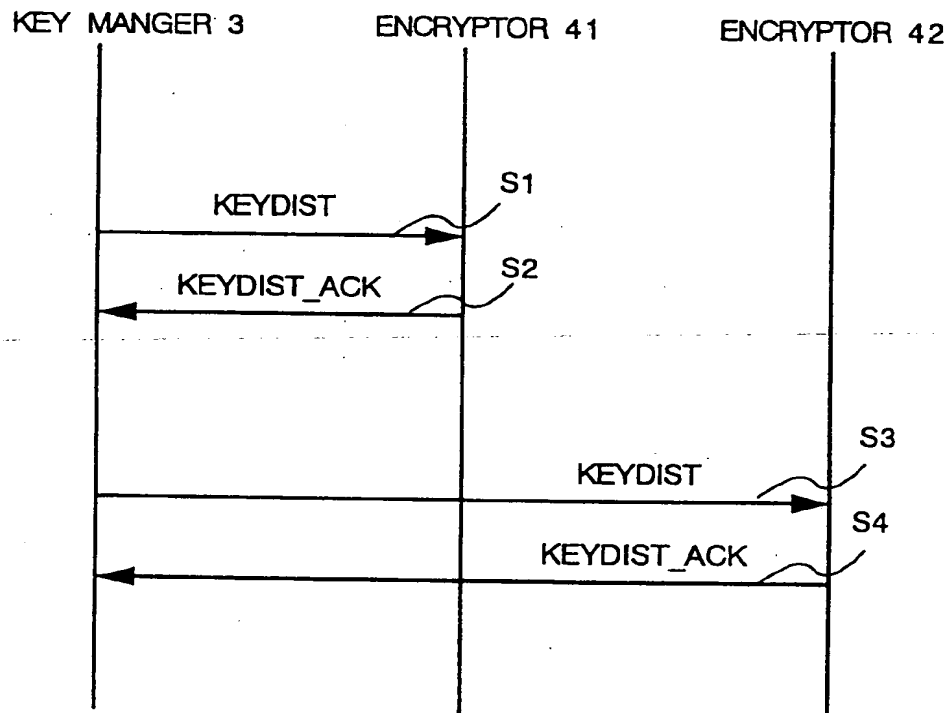 KEY MANGER 3
ENCRYPTOR 41
ENCRYPTOR 42
S1
KEYDIST
S2
KEYDIST_ACK
S3
KEYDIST
S4
KEYDIST_ACK